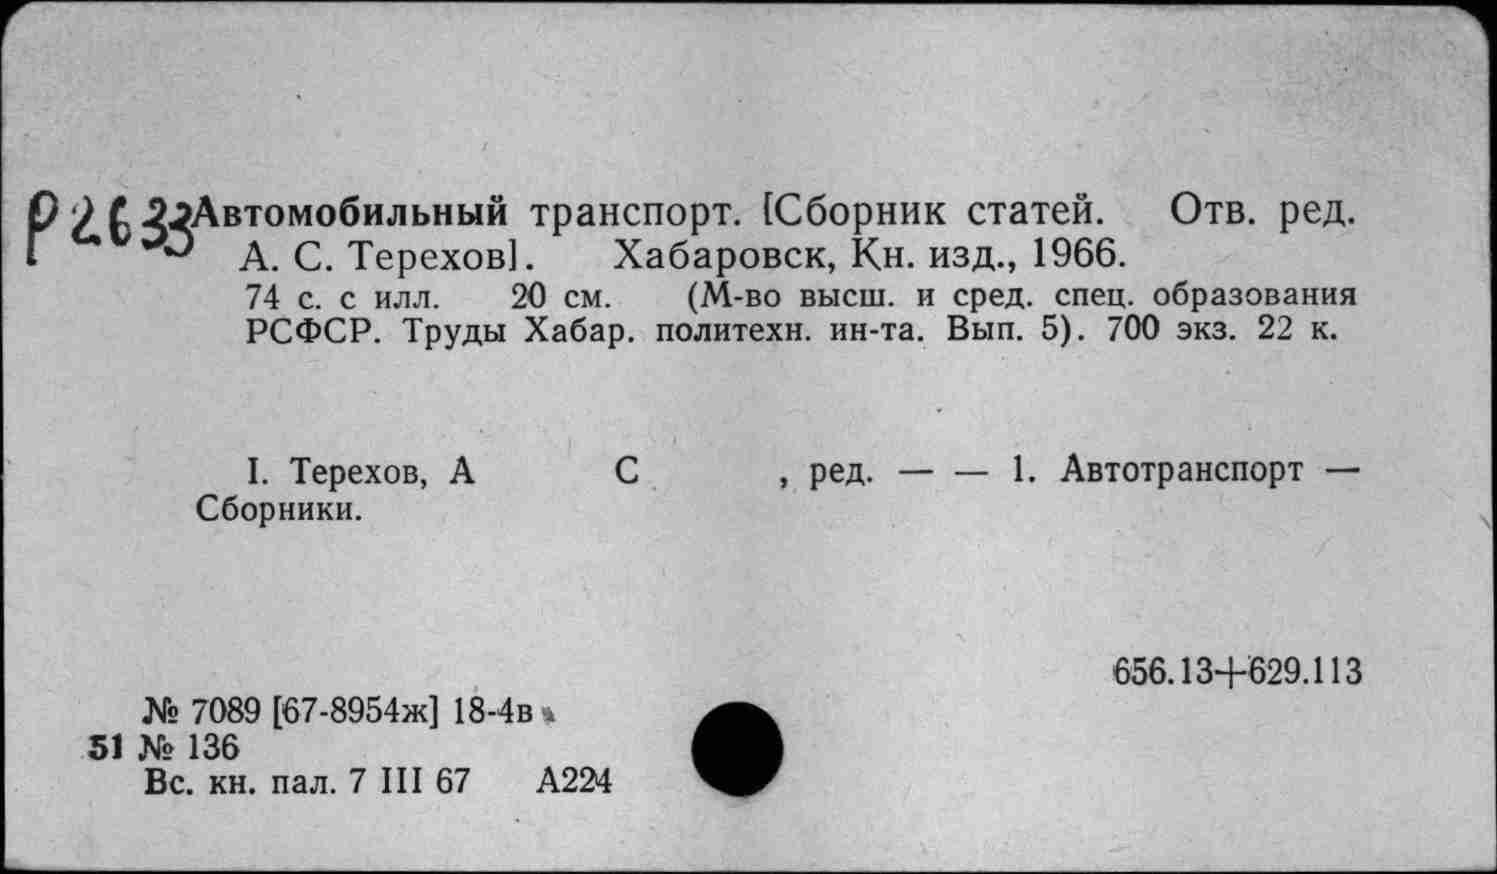 Р2633 Автомобильный транспорт. [Сборник статей. Отв. ред.
А. С. Терехов]. Хабаровск, Кн. изд., 1966.
74 с. с илл. 20 см. (М-во высш. и сред. спец. образования
РСФСР. Труды Хабар. политехн. ин-та. Вып. 5). 700 экз. 22 к.
I. Терехов, А С , ред. — — 1. Автотранспорт —
Сборники.
656.13+629.113
№ 7089 [67-8954ж] 18-4в
51 № 136
Вс. кн. пал. 7 III 67 А224